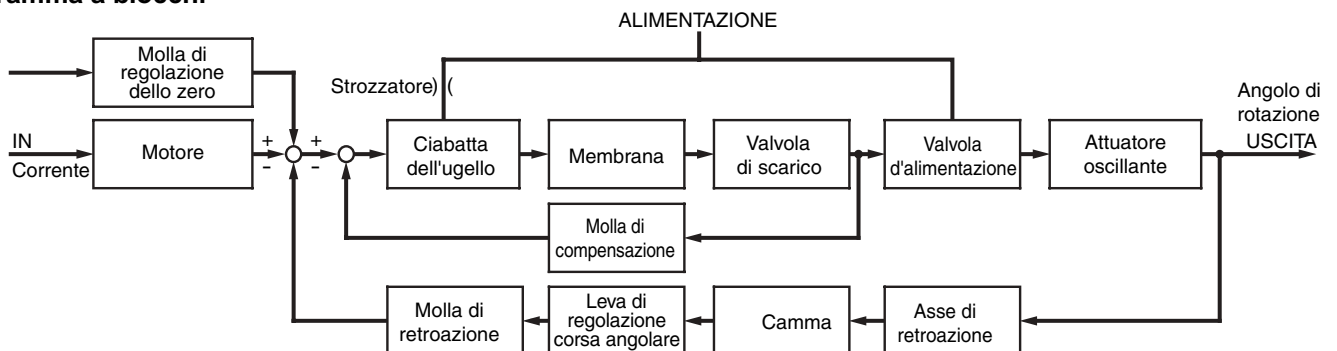 ALIMENTAZIONE
Molla di
regolazione
dello zero
Strozzatore) (
Angolo di
rotazione
USCITA
IN
Corrente
Motore
+
-
+
-
Ciabatta
dell'ugello
Membrana
Valvola
di scarico
Valvola
d'alimentazione
Attuatore
oscillante
Molla di
compensazione
Molla di
retroazione
Leva di
regolazione
corsa angolare
Camma
Asse di
retroazione